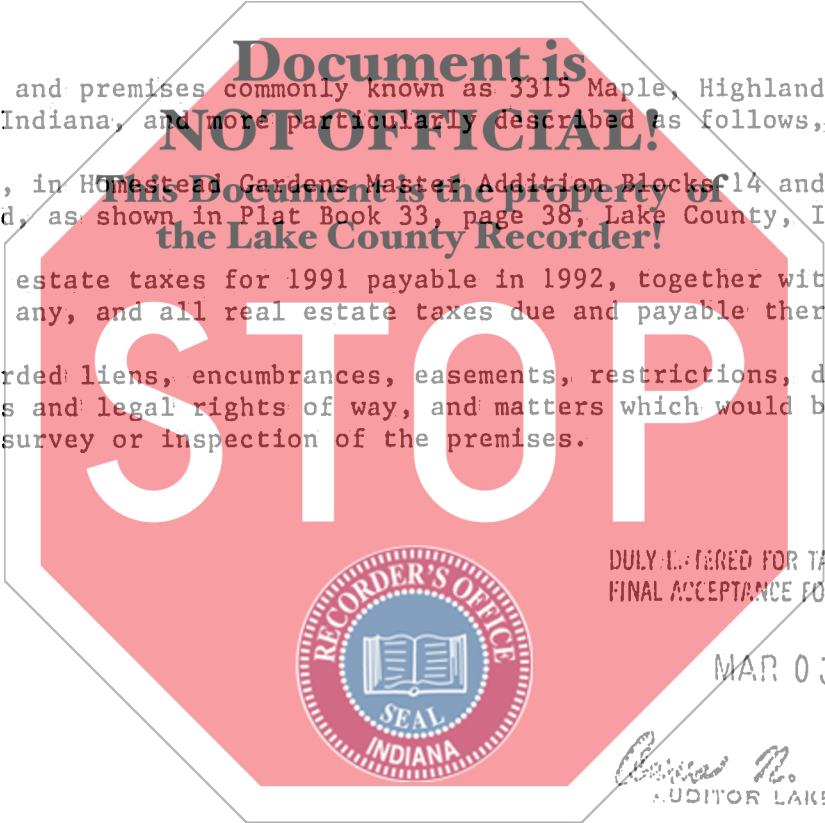 Document is
and premises commonly known as 3315 Maple, Highland
Indiana, and more particularly described as follows,
NOT OFFICIAL!
, in Homestead Gardens Master Addition Blocks 14 and
This Document is the property of
d, as shown in Plat Book 33, page 38, Lake County, I
the Lake County Recorder!
estate taxes for 1991 payable in 1992, together wit
any, and all real estate taxes due and payable ther
STOP
rded liens, encumbrances, easements, restrictions, d
s and legal rights of way, and matters which would b
survey or inspection of the premises.
DULY ENTERED FOR TA
FINAL ACCEPTANCE FO
RECORDER'S OFFICE
SEAL
INDIANA
MAR 0
N.
AUDITOR LAKE